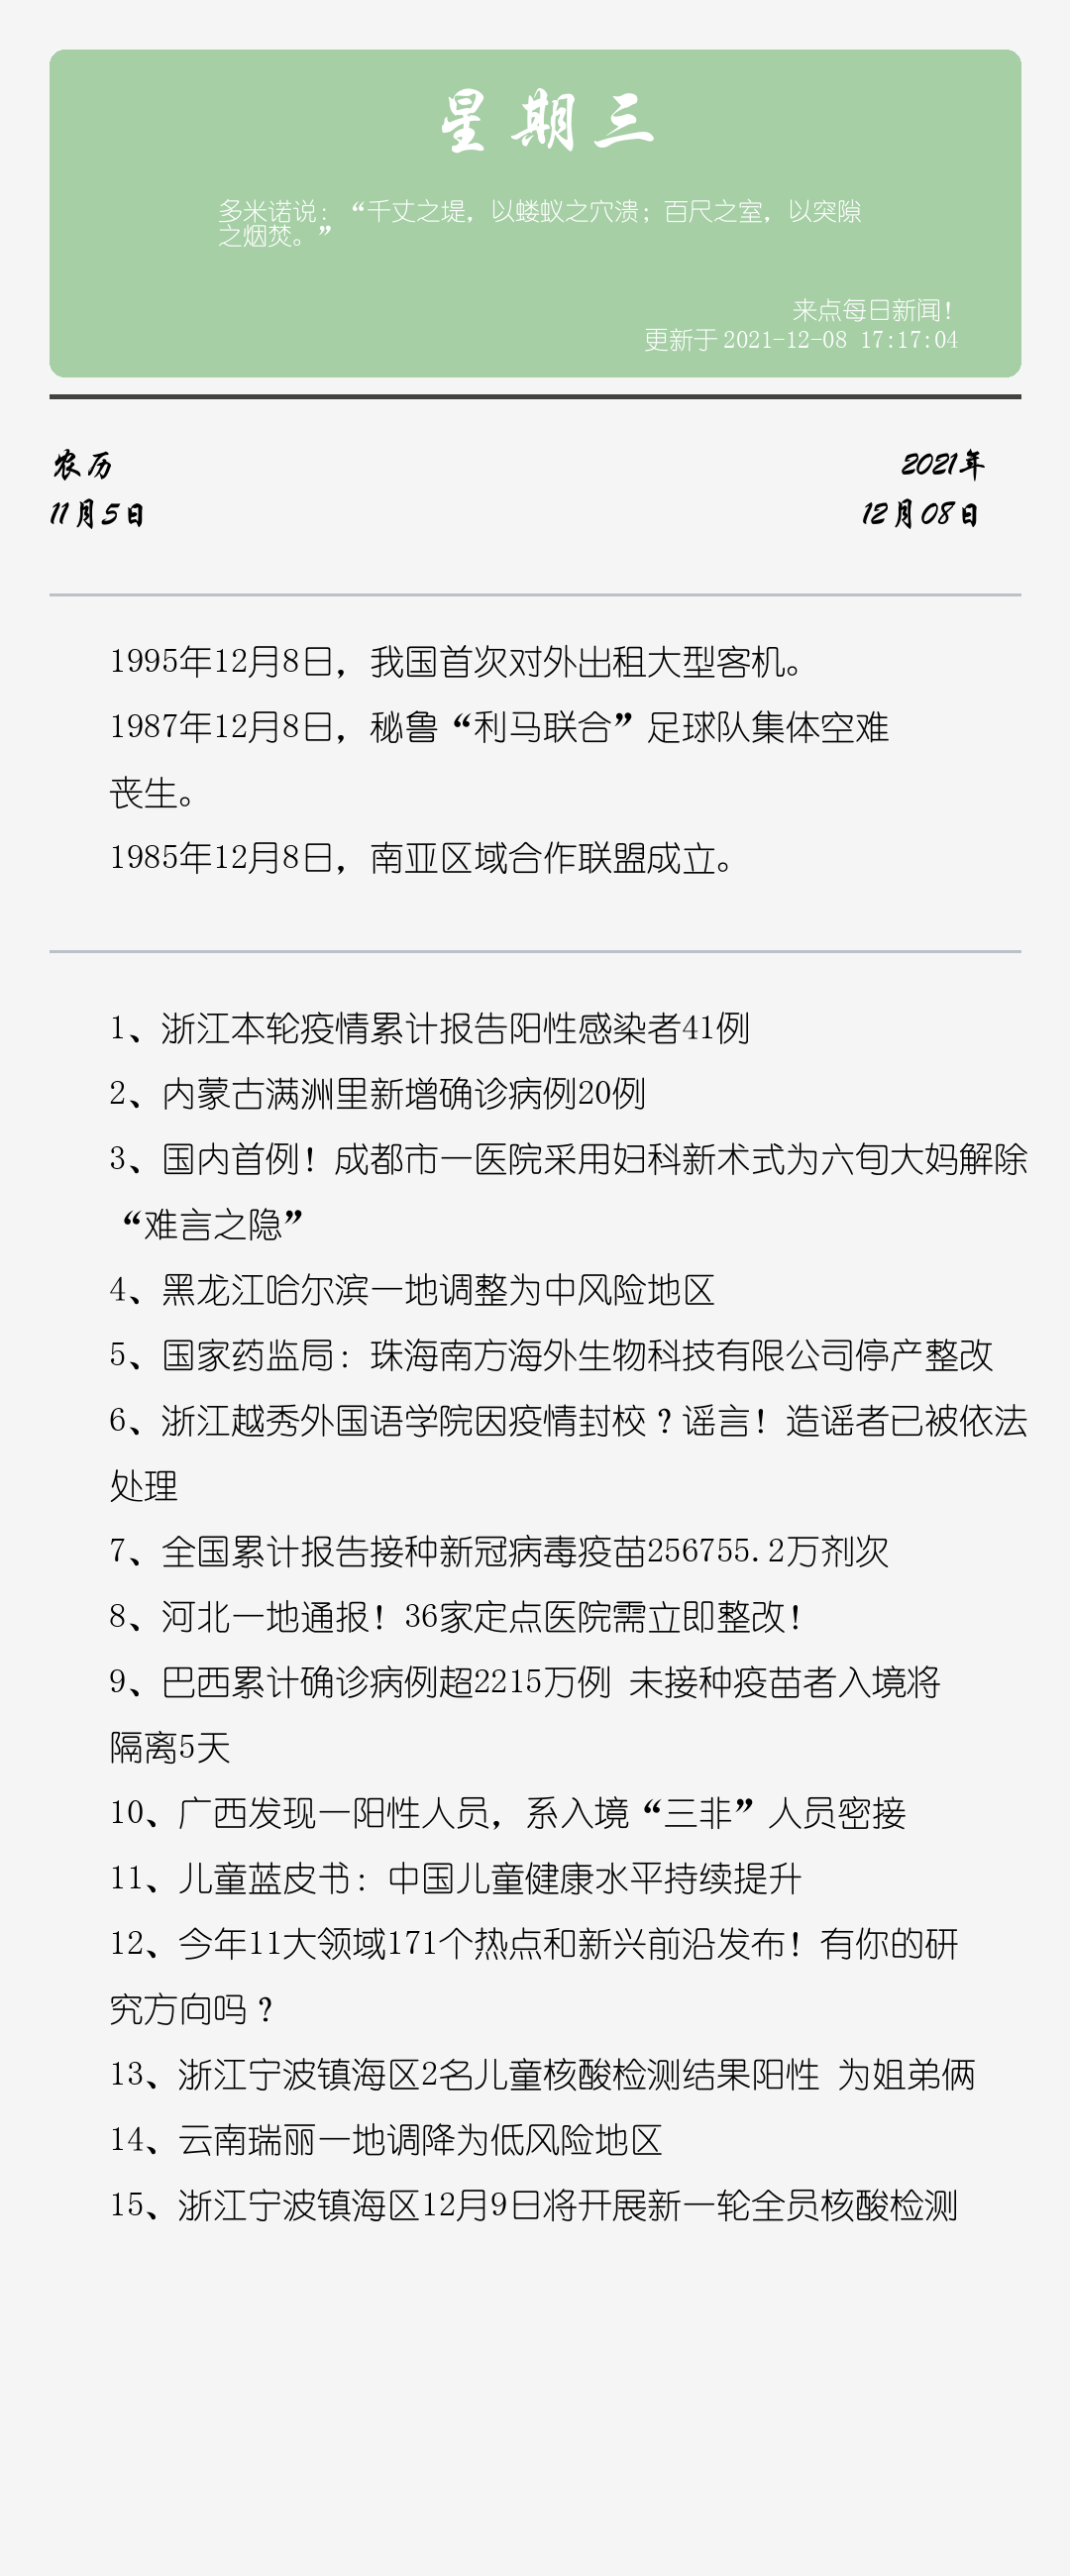 星期三
多米诺说：“千丈之堤，以蝼蚁之穴溃；百尺之室，以突隙
之烟焚。”
来点每日新闻！
更新于 2021-12-08 17:17:04
农历
2021年
11月5日
12月08日
1995年12月8日，我国首次对外出租大型客机。
1987年12月8日，秘鲁“利马联合”足球队集体空难
丧生。
1985年12月8日，南亚区域合作联盟成立。
1、浙江本轮疫情累计报告阳性感染者41例
2、内蒙古满洲里新增确诊病例20例
3、国内首例！成都市一医院采用妇科新术式为六旬大妈解除
“难言之隐”
4、黑龙江哈尔滨一地调整为中风险地区
5、国家药监局：珠海南方海外生物科技有限公司停产整改
6、浙江越秀外国语学院因疫情封校？谣言！造谣者已被依法
处理
7、全国累计报告接种新冠病毒疫苗256755.2万剂次
8、河北一地通报！36家定点医院需立即整改！
9、巴西累计确诊病例超2215万例 未接种疫苗者入境将
隔离5天
10、广西发现一阳性人员，系入境“三非”人员密接
11、儿童蓝皮书：中国儿童健康水平持续提升
12、今年11大领域171个热点和新兴前沿发布！有你的研
究方向吗？
13、浙江宁波镇海区2名儿童核酸检测结果阳性 为姐弟俩
14、云南瑞丽一地调降为低风险地区
15、浙江宁波镇海区12月9日将开展新一轮全员核酸检测